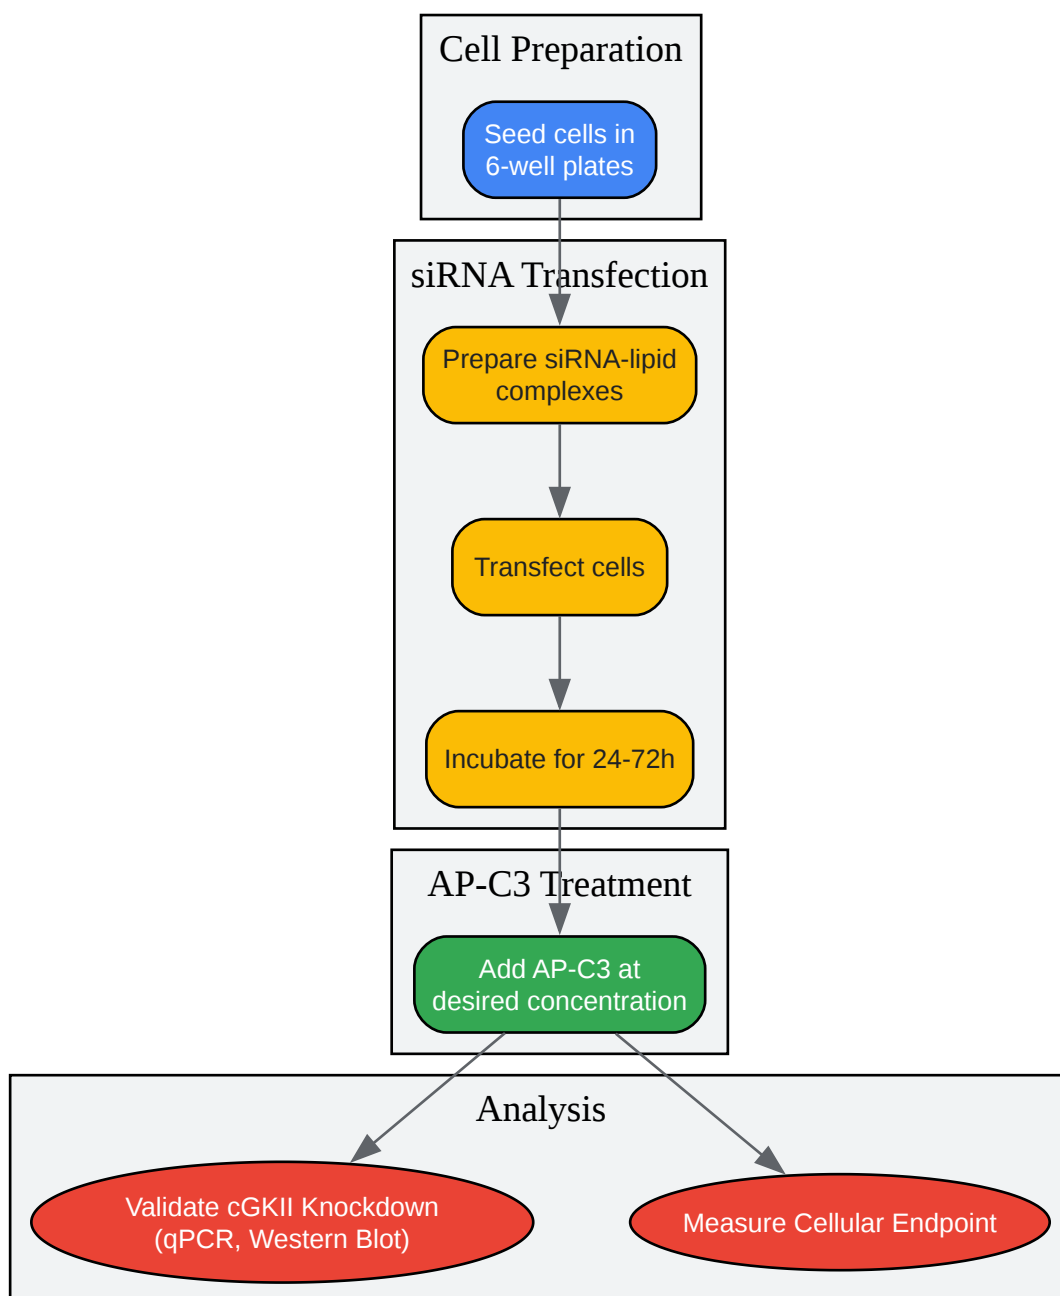 Cell Preparation
Seed cells in
6-well plates
siRNA Transfection
Prepare siRNA-lipid
complexes
Transfect cells
Incubate for 24-72h
AP-C3 Treatment
Add AP-C3 at
desired concentration
Analysis
Validate cGKII Knockdown
(qPCR, Western Blot)
Measure Cellular Endpoint